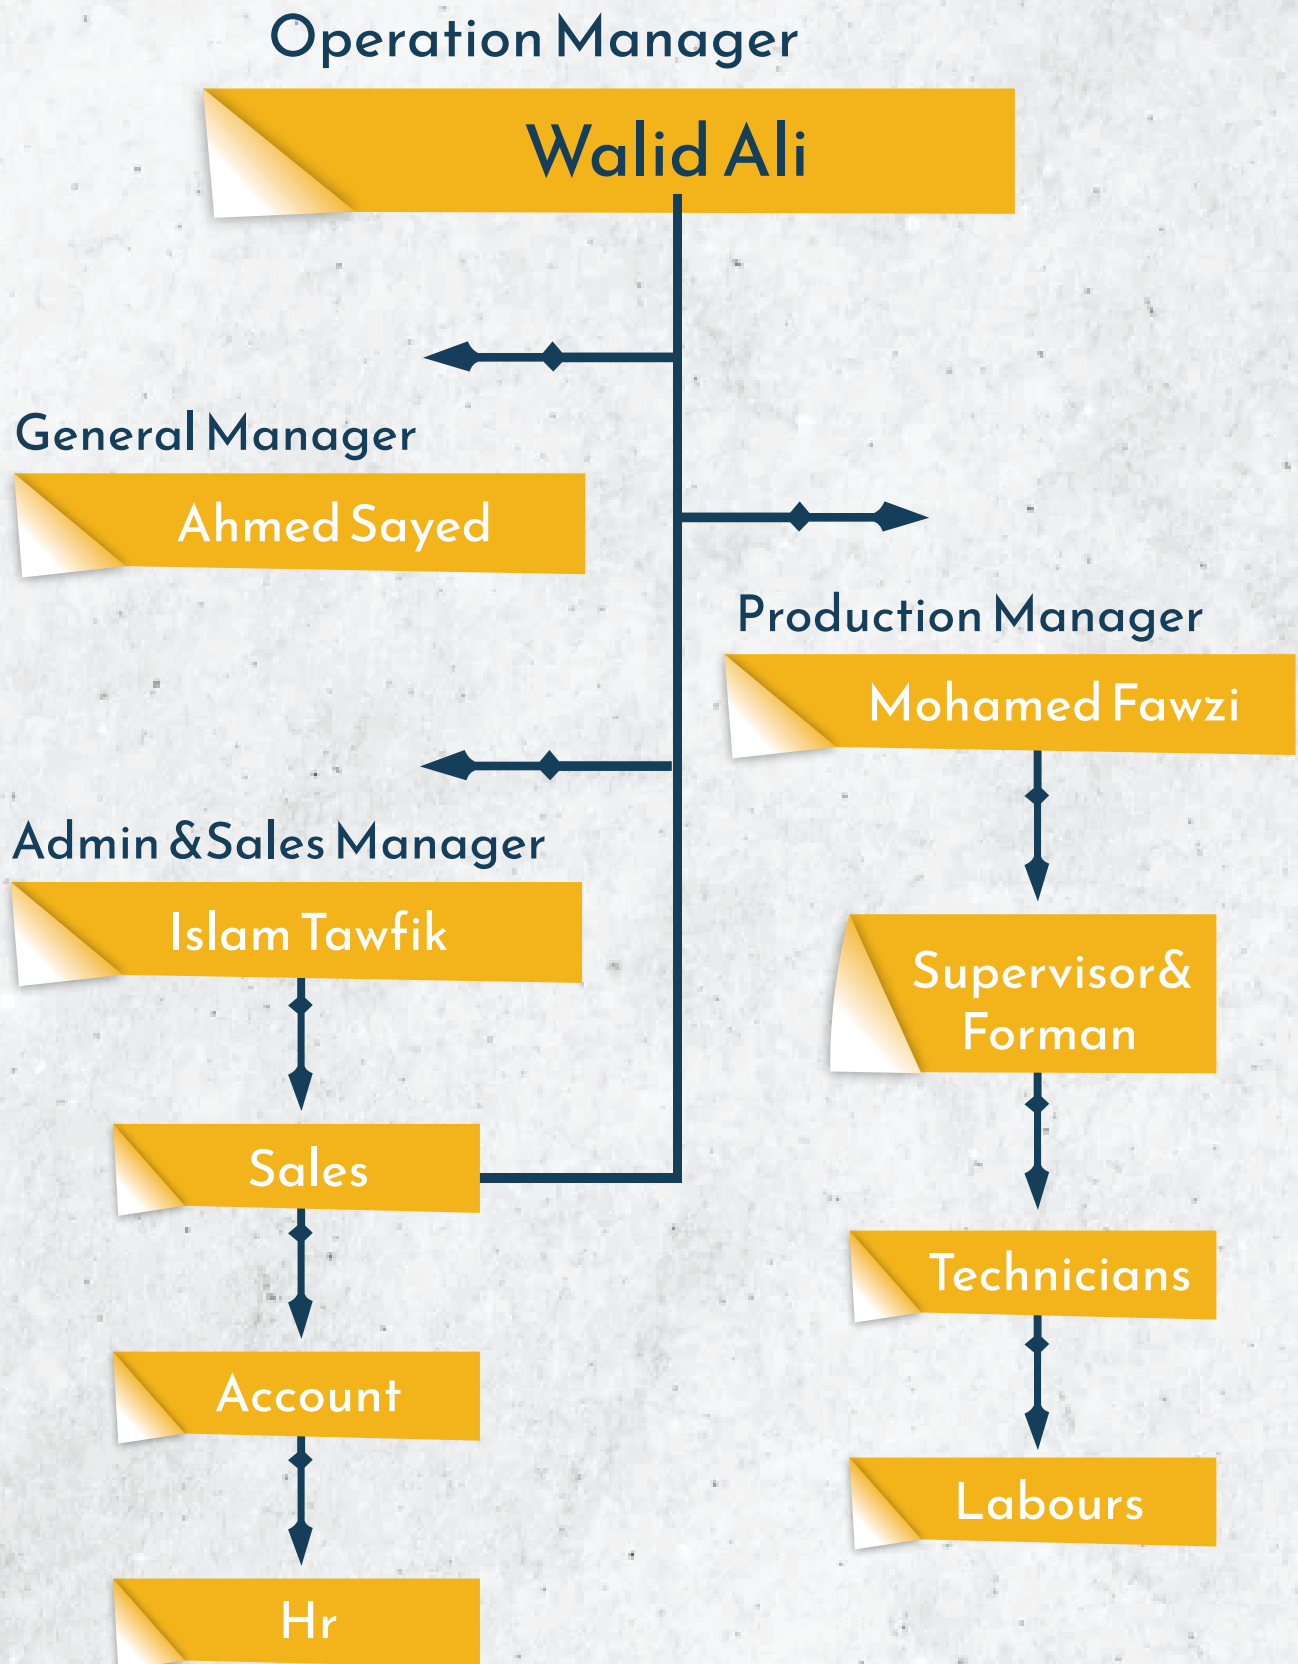 Operation Manager
Walid Ali
General Manager
Ahmed Sayed
Production Manager
Mohamed Fawzi
Admin &Sales Manager
Islam Tawfik
Supervisor&
Forman
Sales
Technicians
Account
Labours
Hr